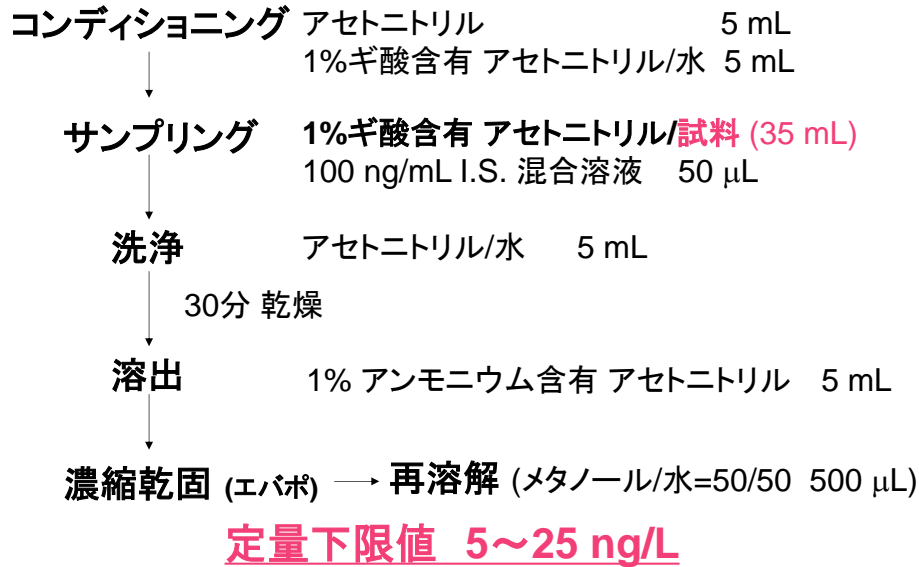 コンディショニング アセトニトリル 5 mL
1%ギ酸含有 アセトニトリル/水 5 mL
サンプリング 1%ギ酸含有 アセトニトリル/試料 (35 mL)
100 ng/mL I.S. 混合溶液 50 μL
洗浄 アセトニトリル/水 5 mL
30分 乾燥
溶出 1% アンモニウム含有 アセトニトリル 5 mL
濃縮乾固 (エバポ) → 再溶解 (メタノール/水=50/50 500 μL)
定量下限値 5～25 ng/L